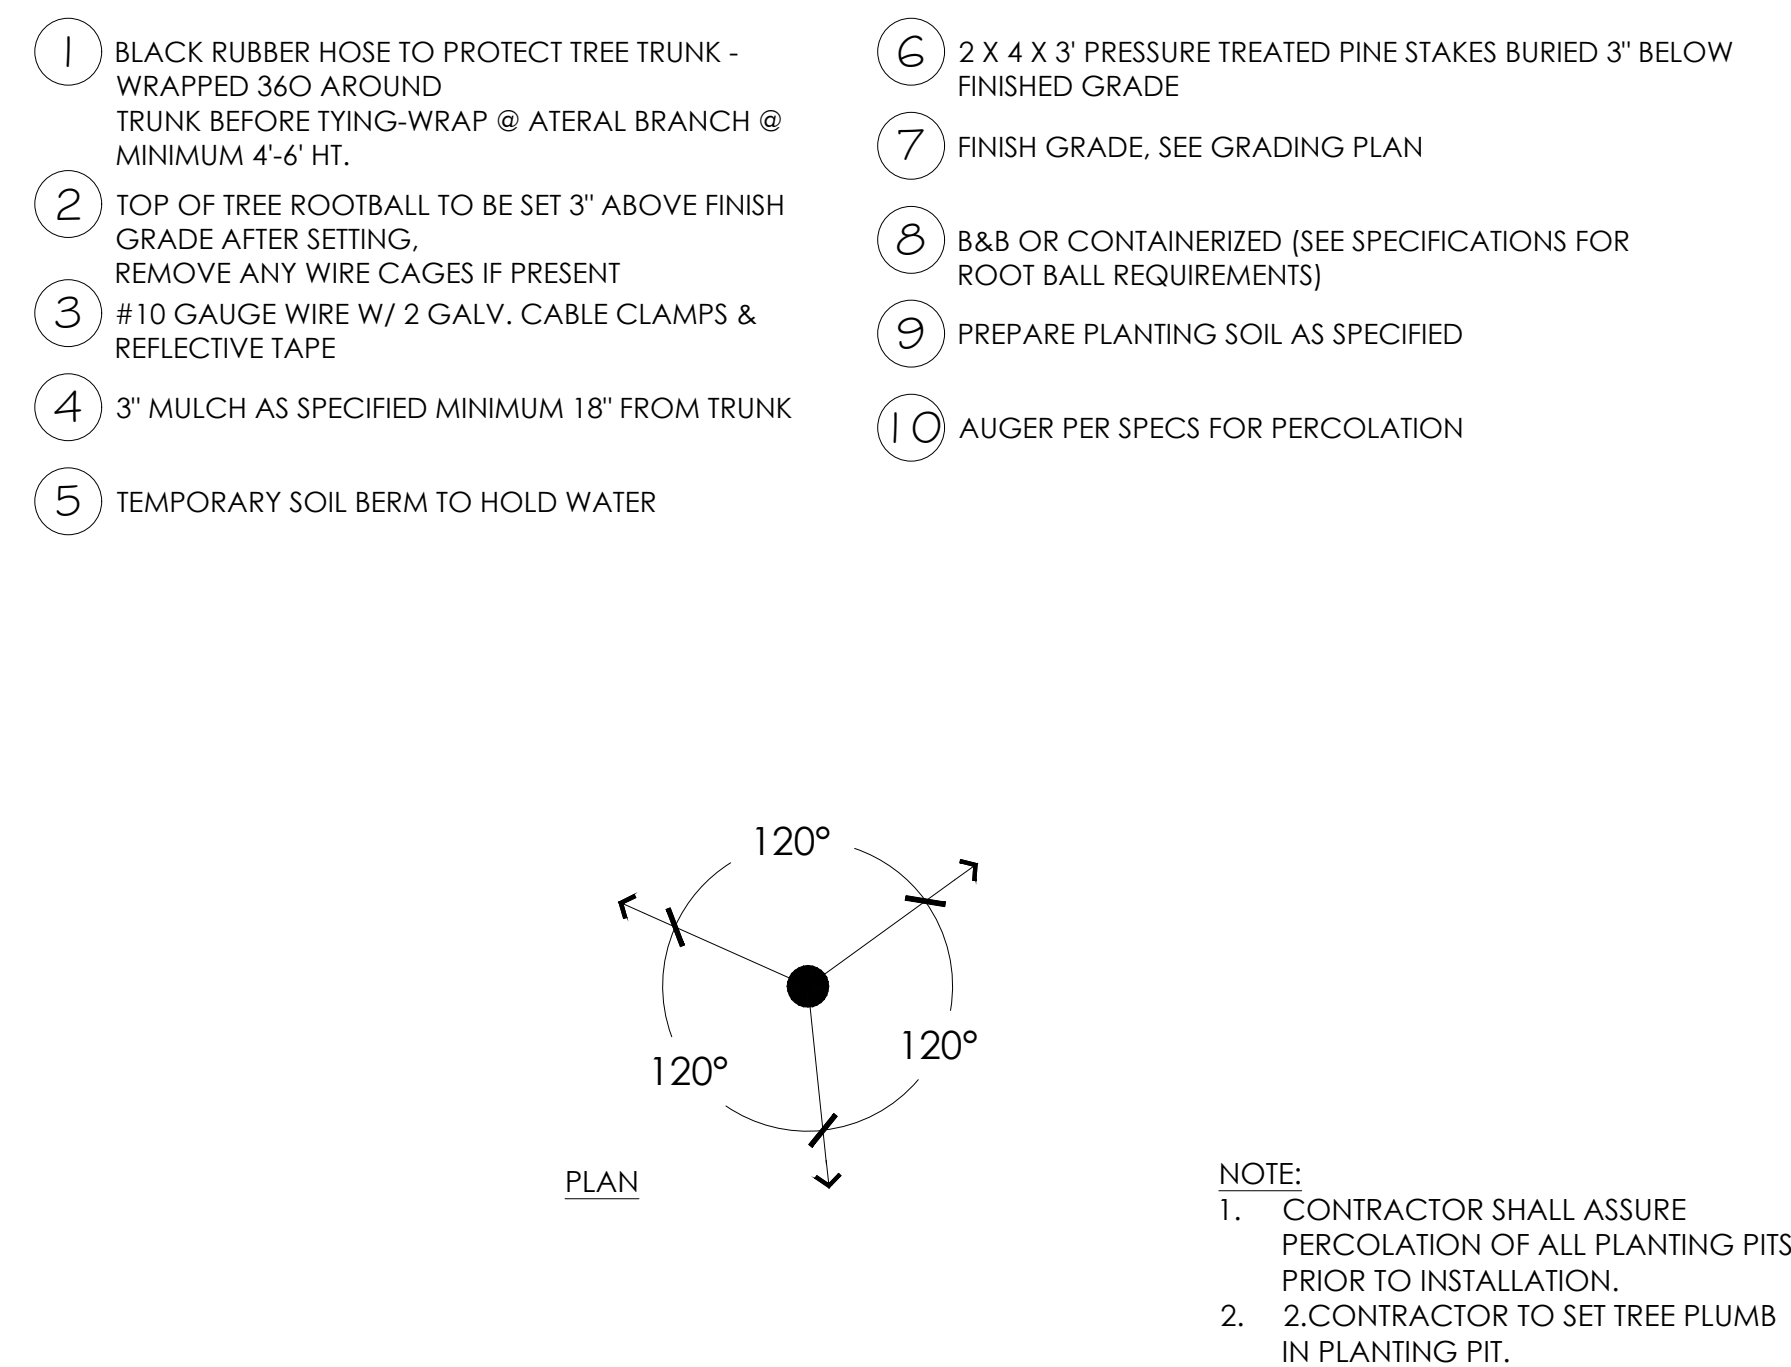 1 BLACK RUBBER HOSE TO PROTECT TREE TRUNK -
WRAPPED 36O AROUND
TRUNK BEFORE TYING-WRAP @ ATERAL BRANCH @
MINIMUM 4'-6' HT.
2 TOP OF TREE ROOTBALL TO BE SET 3" ABOVE FINISH
GRADE AFTER SETTING,
REMOVE ANY WIRE CAGES IF PRESENT
3 #10 GAUGE WIRE W/ 2 GALV. CABLE CLAMPS &
REFLECTIVE TAPE
4 3" MULCH AS SPECIFIED MINIMUM 18" FROM TRUNK
5 TEMPORARY SOIL BERM TO HOLD WATER
6 2 X 4 X 3' PRESSURE TREATED PINE STAKES BURIED 3" BELOW
FINISHED GRADE
7 FINISH GRADE, SEE GRADING PLAN
8 B&B OR CONTAINERIZED (SEE SPECIFICATIONS FOR
ROOT BALL REQUIREMENTS)
9 PREPARE PLANTING SOIL AS SPECIFIED
10 AUGER PER SPECS FOR PERCOLATION
120°
120°
120°
PLAN
NOTE:
1. CONTRACTOR SHALL ASSURE
PERCOLATION OF ALL PLANTING PITS
PRIOR TO INSTALLATION.
2. 2.CONTRACTOR TO SET TREE PLUMB
IN PLANTING PIT.